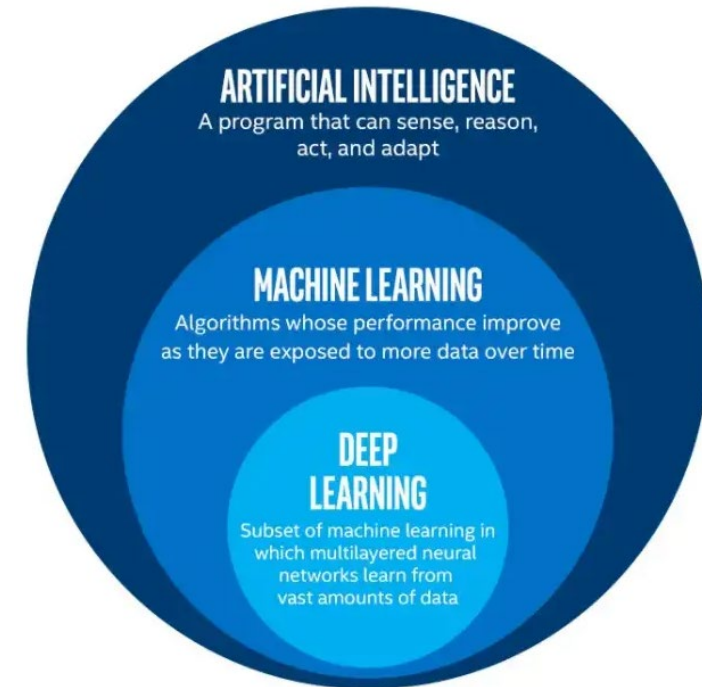 ARTIFICIAL INTELLIGENCE
A program that can sense, reason,
act, and adapt
MACHINE LEARNING
Algorithms whose performance improve
as they are exposed to more data over time
DEEP
LEARNING
Subset of machine learning in
which multilayered neural
networks learn from
vast amounts of data